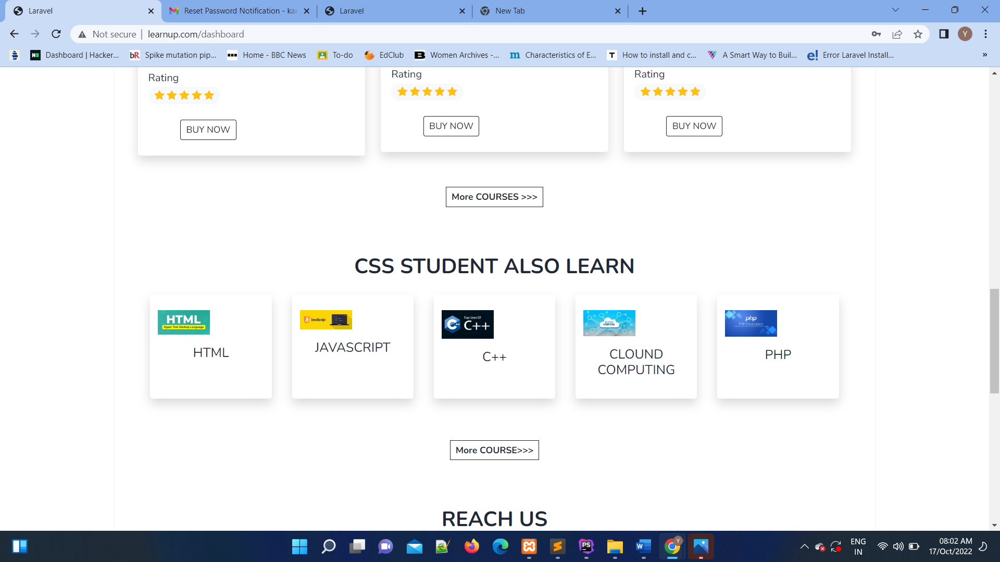 Laravel
Reset Password Notification - kar
Laravel
New Tab
Not secure
learnup.com/dashboard
Dashboard | Hacker...
bR
Spike mutation pip...
Home - BBC News
To-do
EdClub
B
Women Archives -...
m
Characteristics of E...
T
How to install and c...
A Smart Way to Buil...
e!
Error Laravel Install...
»
Y
Rating
Rating
Rating
BUY NOW
BUY NOW
BUY NOW
More COURSES >>>
CSS STUDENT ALSO LEARN
HTML
Hyper Text Markup Language
HTML
JavaScript
JAVASCRIPT
Top Uses Of
C++
C++
CLOUD
COMPUTING
CLOUND
COMPUTING
php
PHP Developers
PHP
More COURSE>>>
REACH US
PS
W
Y
ENG
IN
08:02 AM
17/Oct/2022